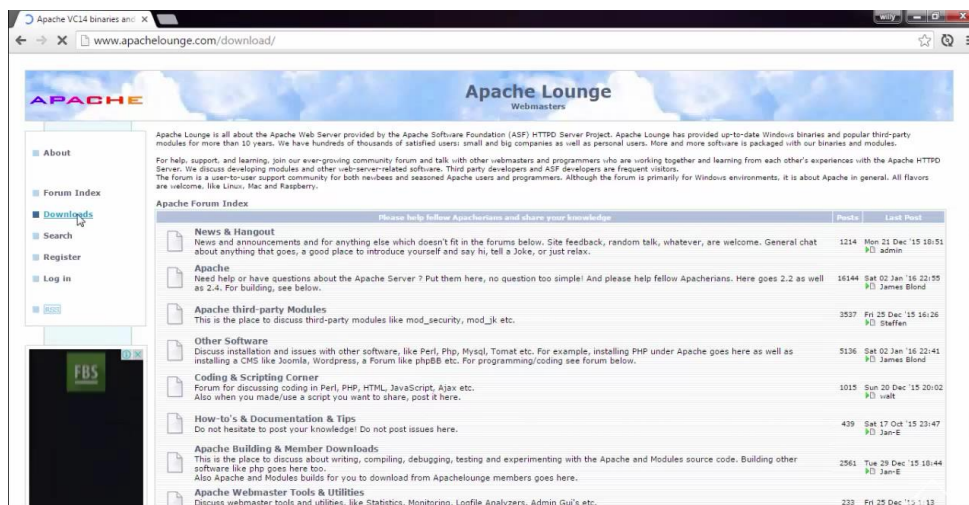 Apache VC14 binaries and
willy
www.apachelounge.com/download/
APACHE
Apache Lounge
Webmasters
About
Forum Index
Downloads
Search
Register
Log in
RSS
FBS
Apache Lounge is all about the Apache Web Server provided by the Apache Software Foundation (ASF) HTTPD Server Project. Apache Lounge has provided up-to-date Windows binaries and popular third-party
modules for more than 10 years. We have hundreds of thousands of satisfied users: small and big companies as well as personal users. More and more software is packaged with our binaries and modules.
For help, support, and learning, join our ever-growing community forum and talk with other webmasters and programmers who are working together and learning from each other's experiences with the Apache HTTPD
Server. We discuss developing modules and other web-server-related software. Third party developers and ASF developers are frequent visitors.
The forum is a user-to-user support community for both newbees and seasoned Apache users and programmers. Although the forum is primarily for Windows environments, it is about Apache in general. All flavors
are welcome, like Linux, Mac and Raspberry.
Apache Forum Index
Please help fellow Apacherians and share your knowledge Posts Last Post
News & Hangout
News and announcements and for anything else which doesn't fit in the forums below. Site feedback, random talk, whatever, are welcome. General chat
about anything that goes, a good place to introduce yourself and say hi, tell a Joke, or just relax.
1214 Mon 21 Dec '15 18:51
admin
Apache
Need help or have questions about the Apache Server ? Put them here, no question too simple! And please help fellow Apacherians. Here goes 2.2 as well
as 2.4. For building, see below.
16144 Sat 02 Jan '16 22:55
James Blond
Apache third-party Modules
This is the place to discuss third-party modules like mod_security, mod_jk etc.
3537 Fri 25 Dec '15 16:26
Steffen
Other Software
Discuss installation and issues with other software, like Perl, Php, Mysql, Tomat etc. For example, installing PHP under Apache goes here as well as
installing a CMS like Joomla, Wordpress, a Forum like phpBB etc. For programming/coding see forum below.
5136 Sat 02 Jan '16 22:41
James Blond
Coding & Scripting Corner
Forum for discussing coding in Perl, PHP, HTML, JavaScript, Ajax etc.
Also when you made/use a script you want to share, post it here.
1015 Sun 20 Dec '15 20:02
walt
How-to's & Documentation & Tips
Do not hesitate to post your knowledge! Do not post issues here.
439 Sat 17 Oct '15 23:47
Jan-E
Apache Building & Member Downloads
This is the place to discuss about writing, compiling, debugging, testing and experimenting with the Apache and Modules source code. Building other
software like php goes here too.
Also Apache and Modules builds for you to download from Apachelounge members goes here.
2561 Tue 29 Dec '15 18:44
Jan-E
Apache Webmaster Tools & Utilities
Discuss webmaster tools and utilities, like Statistics, Monitoring, Logfile Analyzers, Admin Gui's etc.
233 Fri 25 Dec